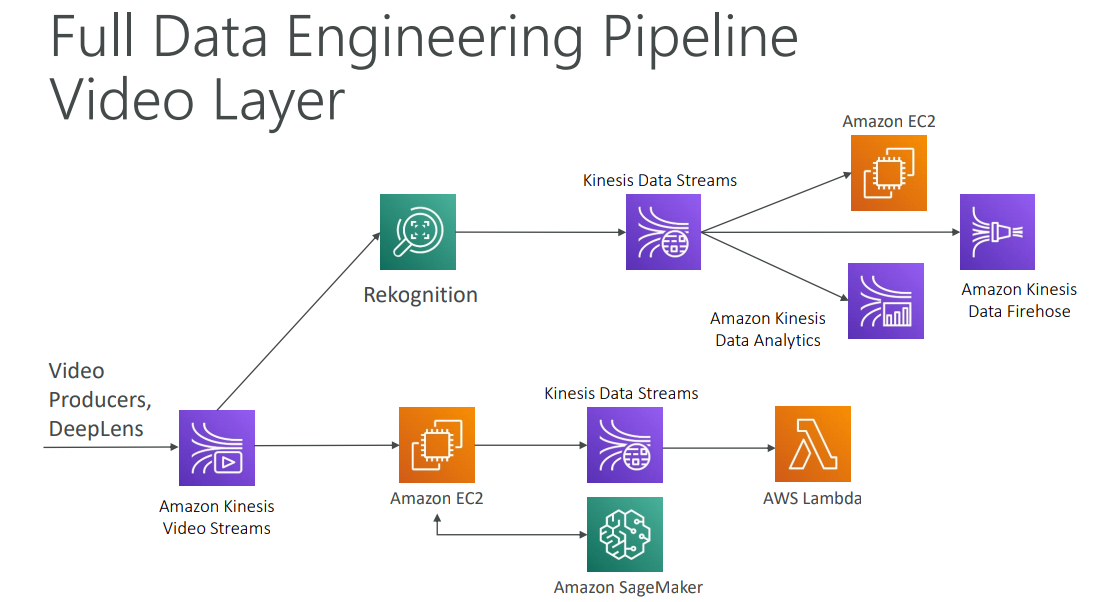 Full Data Engineering Pipeline
Video Layer
Amazon EC2
Kinesis Data Streams
Rekognition
Amazon Kinesis
Data Firehose
Amazon Kinesis
Data Analytics
Video
Producers,
DeepLens
Kinesis Data Streams
Amazon Kinesis
Video Streams
Amazon EC2
AWS Lambda
Amazon SageMaker